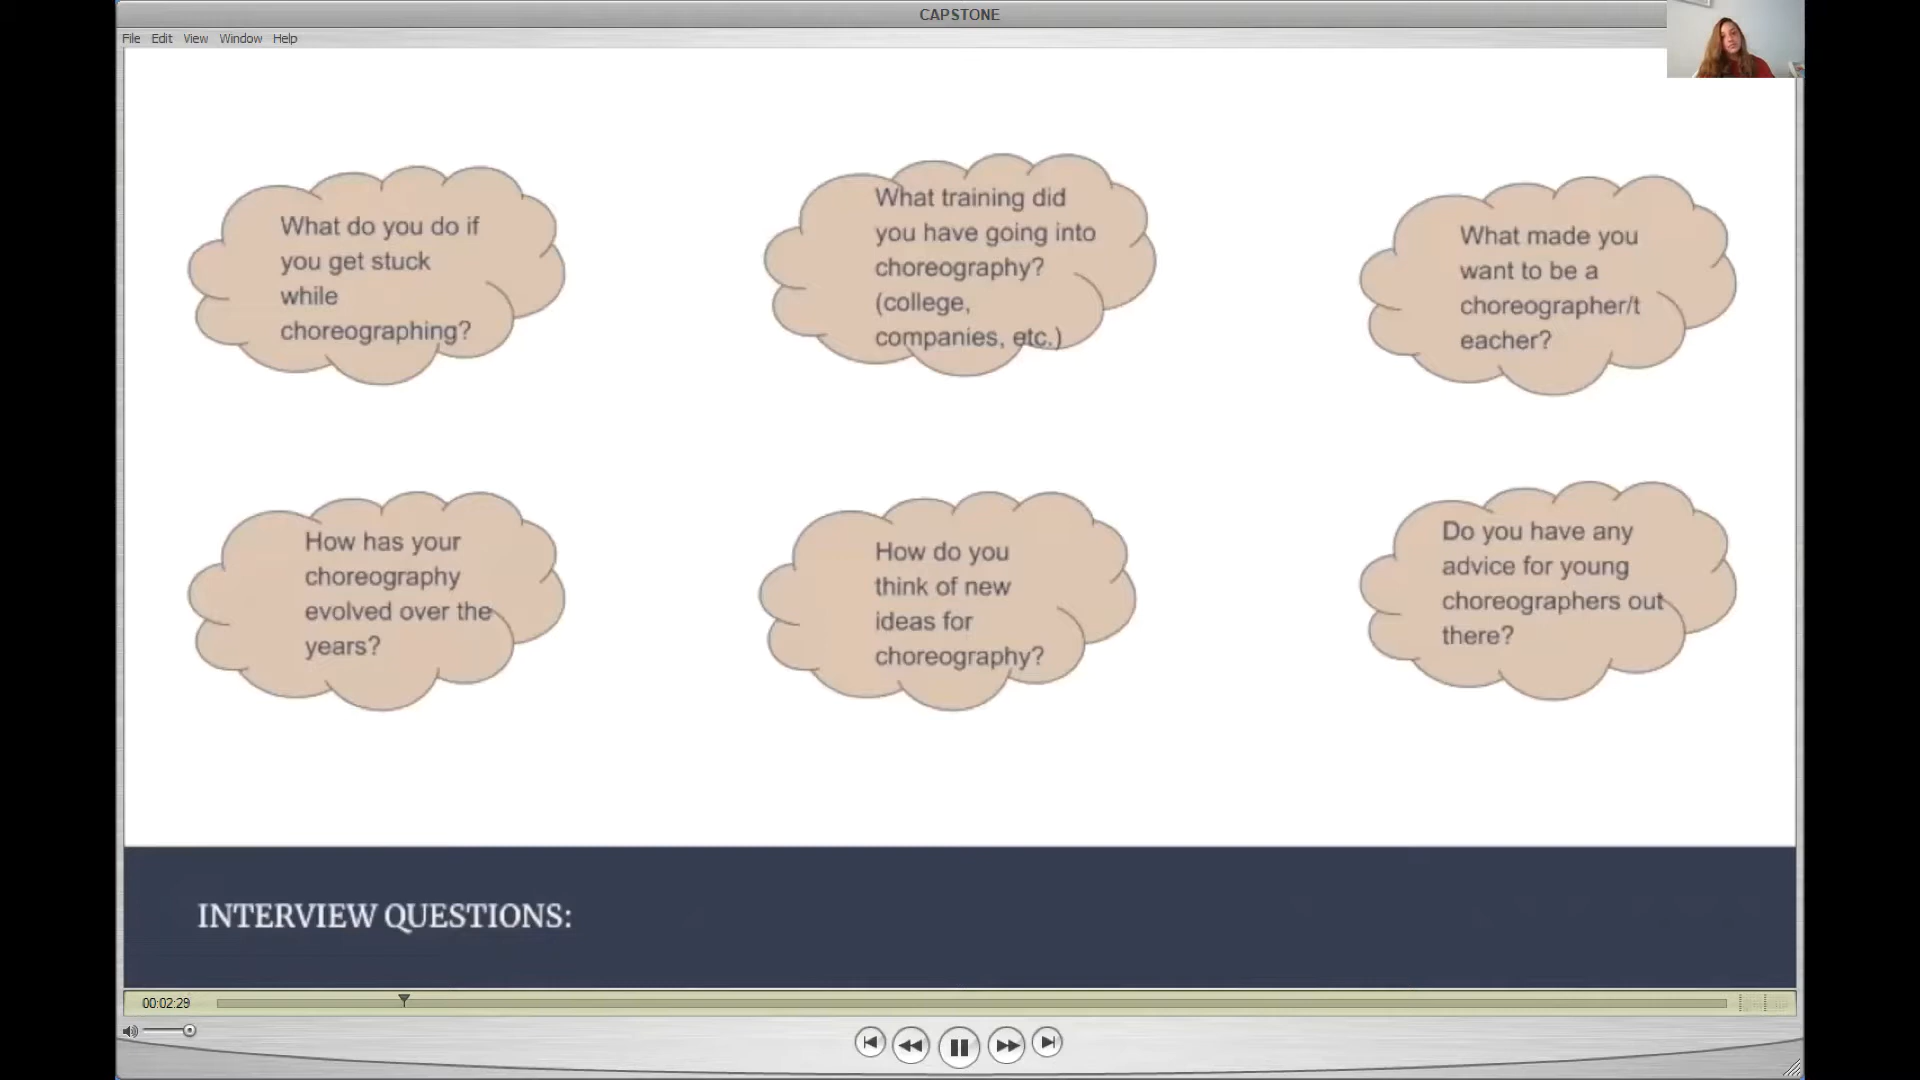 CAPSTONE
File Edit View Window Help
What do you do if
you get stuck
while
choreographing?
What training did
you have going into
choreography?
(college,
companies, etc.)
What made you
want to be a
choreographer/t
eacher?
How has your
choreography
evolved over the
years?
How do you
think of new
ideas for
choreography?
Do you have any
advice for young
choreographers out
there?
INTERVIEW QUESTIONS:
00:02:29